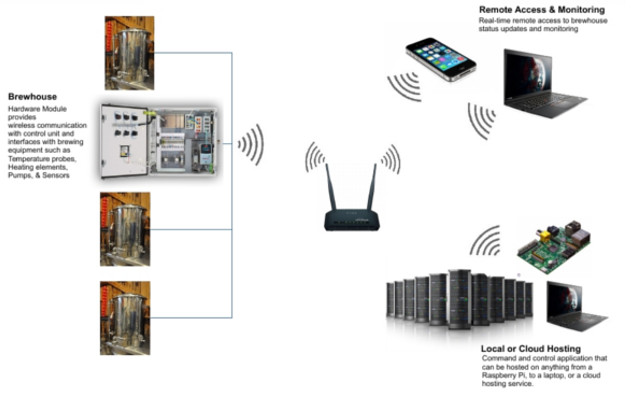 Remote Access & Monitoring
Real-time remote access to brewhouse
status updates and monitoring
Brewhouse
Hardware Module
provides
wireless communication
with control unit and
interfaces with brewing
equipment such as
Temperature probes,
Heating elements,
Pumps, & Sensors
Local or Cloud Hosting
Command and control application that
can be hosted on anything from a
Raspberry Pi, to a laptop, or a cloud
hosting service.